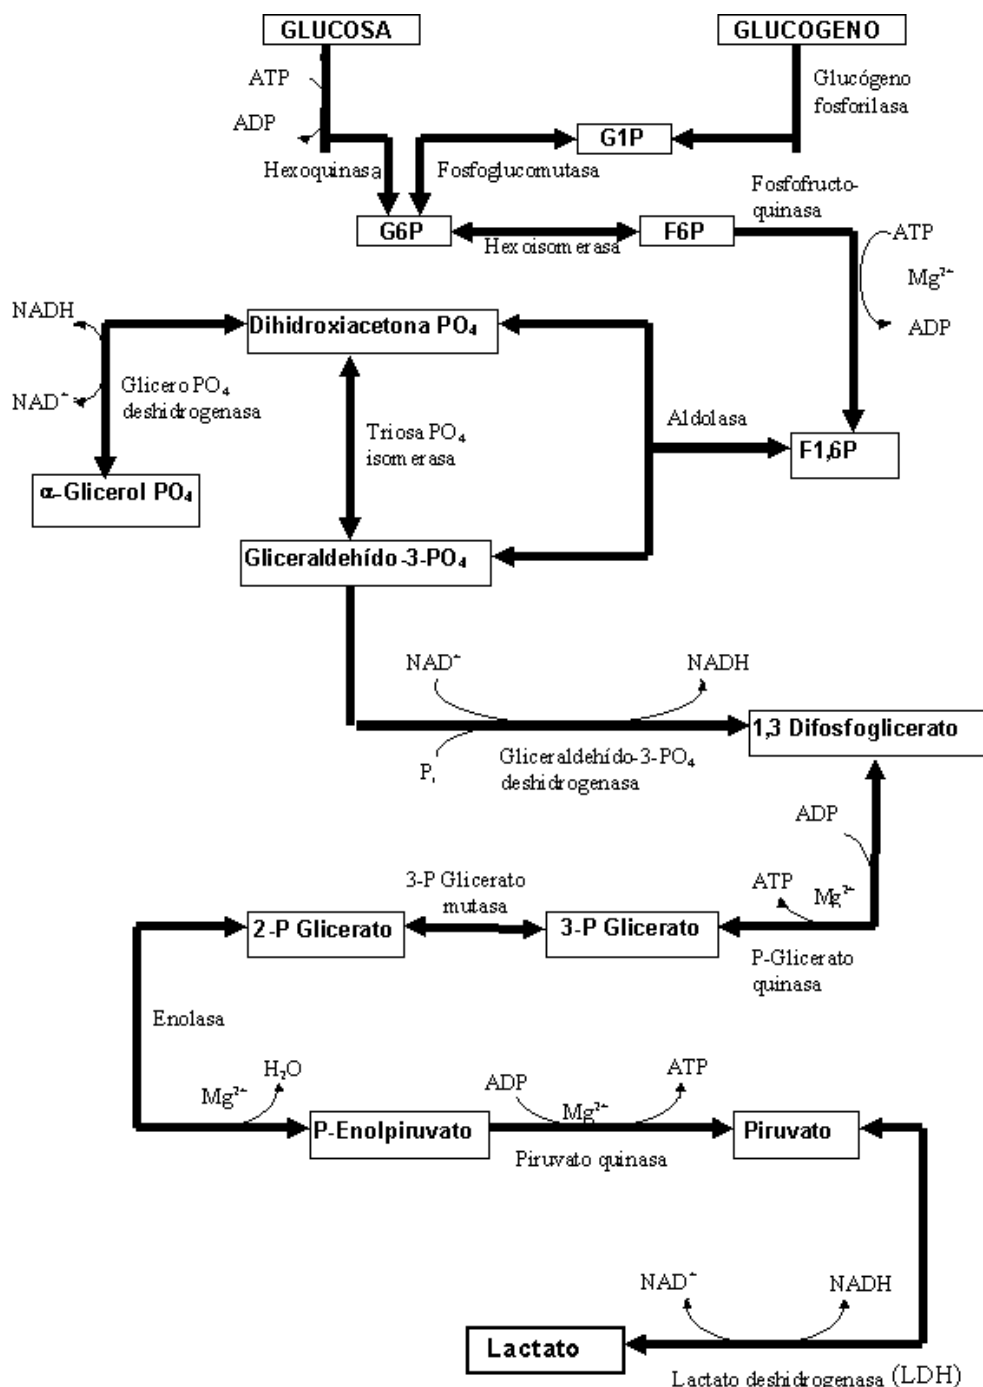 GLUCOSA
GLUCOGENO
ATP
ADP
Hexoquinasa
Glucógeno
fosforilasa
G1P
Fosfoglucomutasa
Fosfofructo-
quinasa
G6P
Hexoisomerasa
F6P
ATP
Mg²⁺
ADP
NADH
NAD⁺
Dihidroxiacetona PO₄
Glicero PO₄
deshidrogenasa
Triosa PO₄
isomerasa
Aldolasa
F1,6P
α-Glicerol PO₄
Gliceraldehído-3-PO₄
NAD⁺
NADH
Pᵢ
Gliceraldehído-3-PO₄
deshidrogenasa
1,3 Difosfoglicerato
ADP
ATP
Mg²⁺
3-P Glicerato
mutasa
2-P Glicerato
3-P Glicerato
P-Glicerato
quinasa
Enolasa
Mg²⁺
H₂O
ADP
Mg²⁺
ATP
P-Enolpiruvato
Piruvato quinasa
Piruvato
NAD⁺
NADH
Lactato
Lactato deshidrogenasa (LDH)